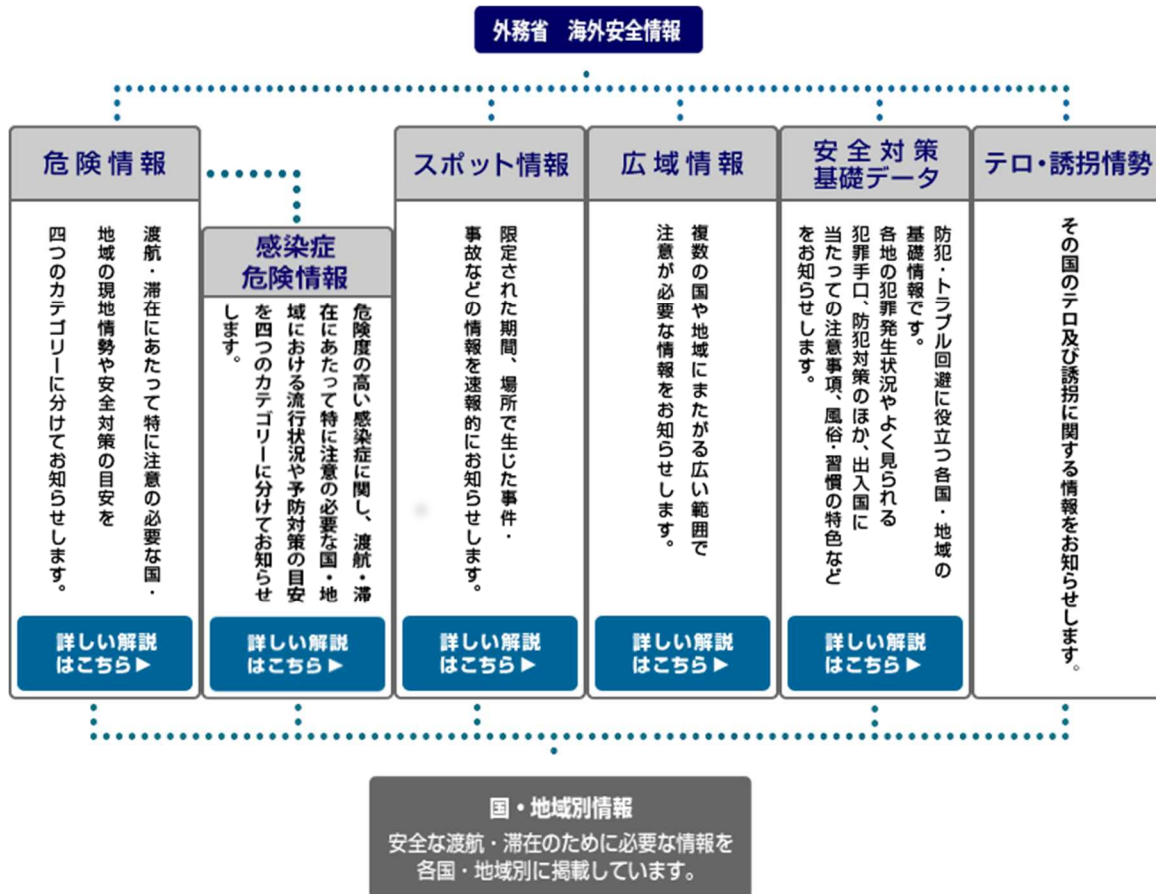 外務省　海外安全情報
危険情報
渡航・滞在にあたって特に注意の必要な国・
地域の現地情勢や安全対策の目安を
四つのカテゴリーに分けてお知らせします。
詳しい解説
はこちら▶
感染症
危険情報
危険度の高い感染症に関し、渡航・滞
在にあたって特に注意の必要な国・地
域における流行状況や予防対策の目安
を四つのカテゴリーに分けてお知らせ
します。
詳しい解説
はこちら▶
スポット情報
限定された期間、場所で生じた事件・
事故などの情報を速報的にお知らせします。
詳しい解説
はこちら▶
広域情報
複数の国や地域にまたがる広い範囲で
注意が必要な情報をお知らせします。
詳しい解説
はこちら▶
安全対策
基礎データ
防犯・トラブル回避に役立つ各国・地域の
基礎情報です。
各地の犯罪発生状況やよく見られる
犯罪手口、防犯対策のほか、出入国に
当たっての注意事項、風俗・習慣の特色など
をお知らせします。
詳しい解説
はこちら▶
テロ・誘拐情勢
その国のテロ及び誘拐に関する情報をお知らせします。
国・地域別情報
安全な渡航・滞在のために必要な情報を
各国・地域別に掲載しています。